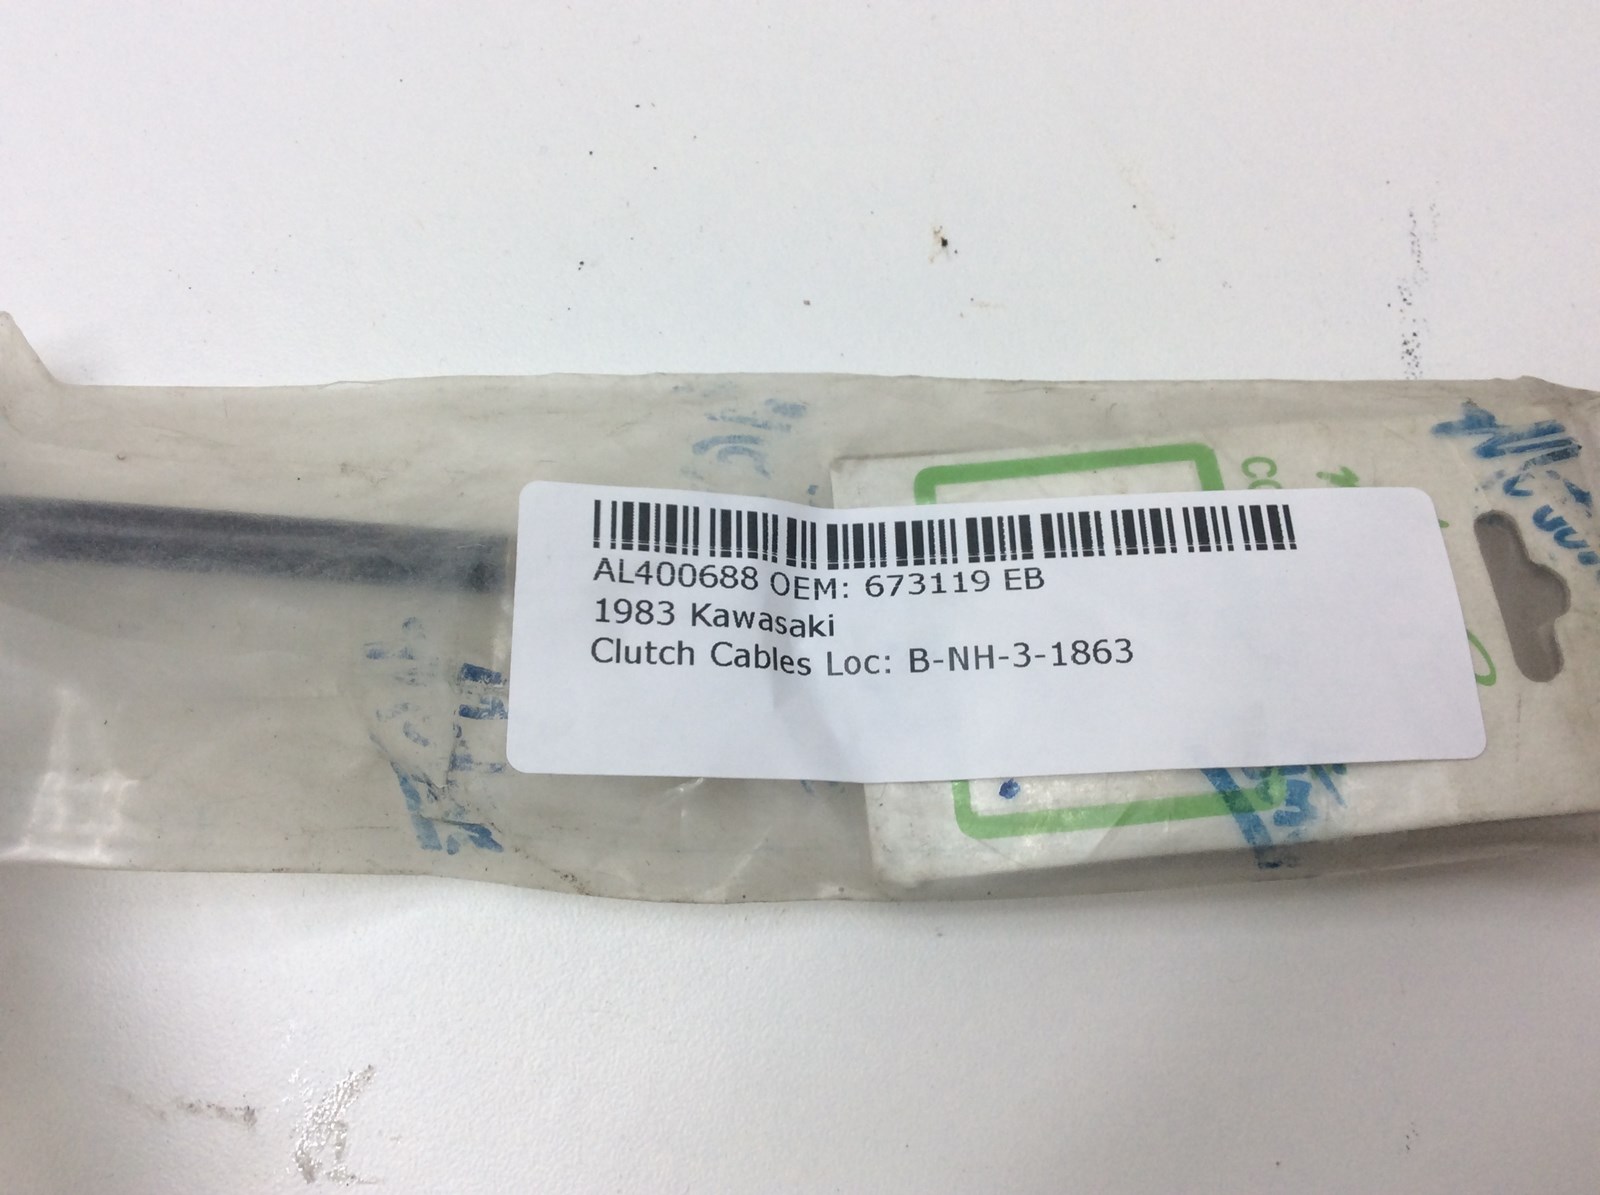 AL400688 OEM: 673119 EB
1983 Kawasaki
Clutch Cables Loc: B-NH-3-1863